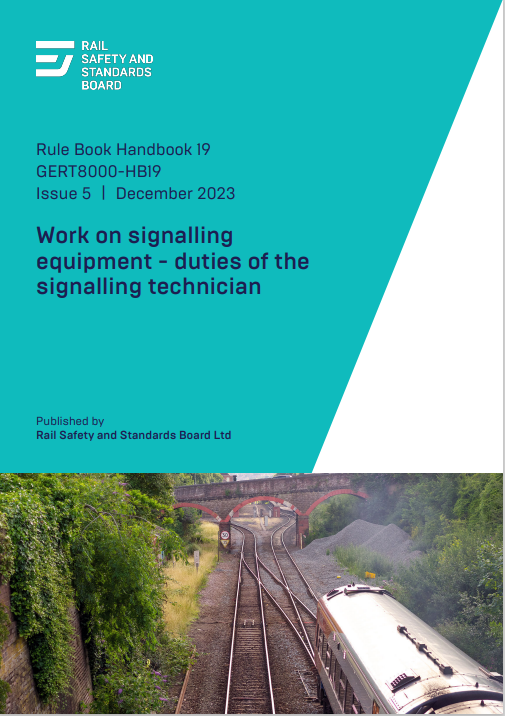 RAIL
SAFETY AND
STANDARDS
BOARD
Rule Book Handbook 19
GERT8000-HB19
Issue 5 | December 2023
Work on signalling
equipment - duties of the
signalling technician
Published by
Rail Safety and Standards Board Ltd